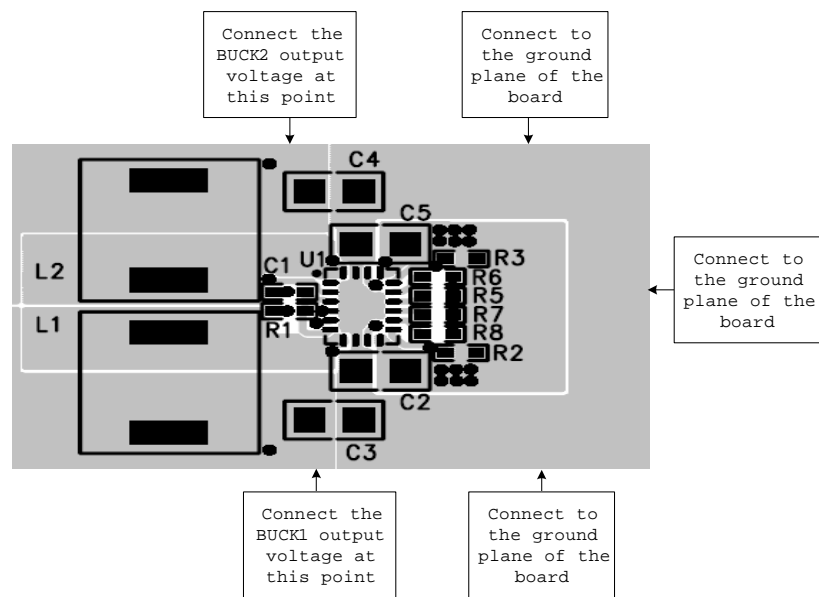 Connect the
BUCK2 output
voltage at
this point
Connect to
the ground
plane of the
board
C4
C5
L2
C1
U1
R3
R6
R5
R7
R8
R2
L1
R1
C2
C3
Connect to
the ground
plane of the
board
Connect the
BUCK1 output
voltage at
this point
Connect to
the ground
plane of the
board